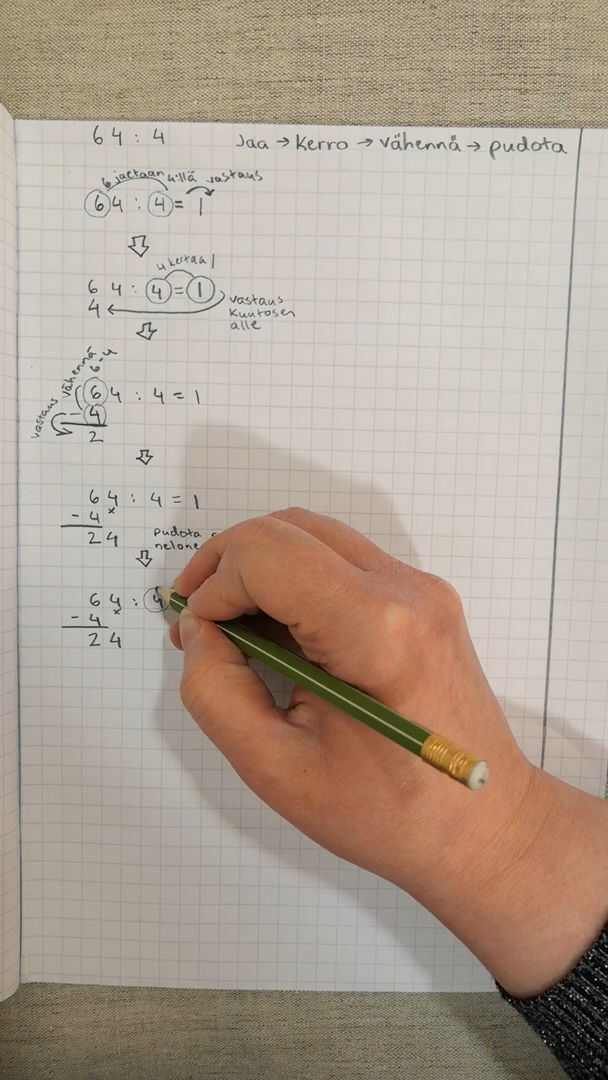 64 : 4
Jaa → Kerro → vähennä → pudota
6 jaetaan 4:llä vastaus
64 : 4 = 1
4 kertaa 1
64 : 4 = 1
4
vastaus
kuutosen
alle
6-4
vähennä
vastaus
64 : 4 = 1
- 4
2
64 : 4 = 1
- 4 x
24
pudota
64 : 4
- 4 x
24